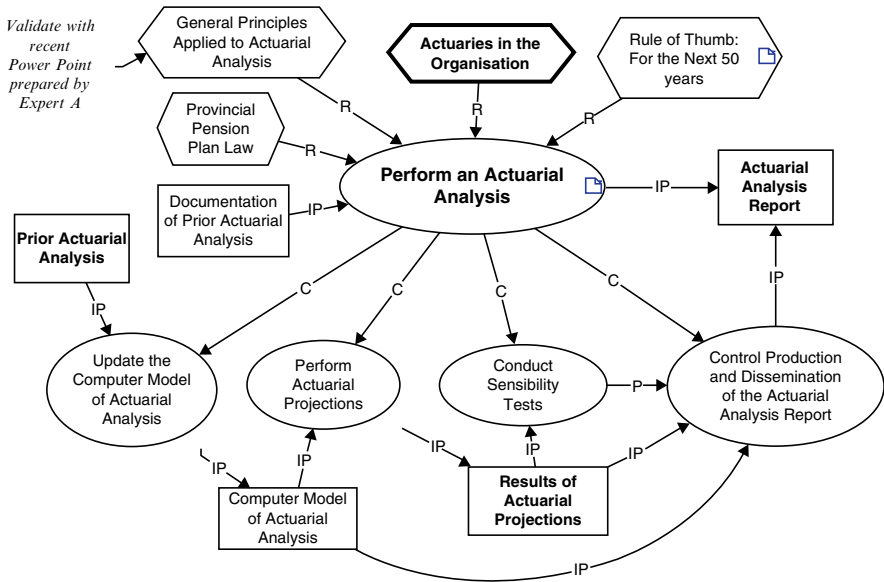 Validate with
recent
Power Point
prepared by
Expert A
General Principles
Applied to Actuarial
Analysis
Actuaries in the
Organisation
Rule of Thumb:
For the Next 50
years
R
R
R
Provincial
Pension
Plan Law
R
Perform an Actuarial
Analysis
IP
Actuarial
Analysis
Report
Documentation
of Prior Actuarial
Analysis
IP
Prior Actuarial
Analysis
IP
C
C
C
C
IP
Update the
Computer Model
of Actuarial
Analysis
Perform
Actuarial
Projections
Conduct
Sensibility
Tests
P
Control Production
and Dissemination
of the Actuarial
Analysis Report
IP
IP
IP
IP
IP
Computer Model
of Actuarial
Analysis
Results of
Actuarial
Projections
IP